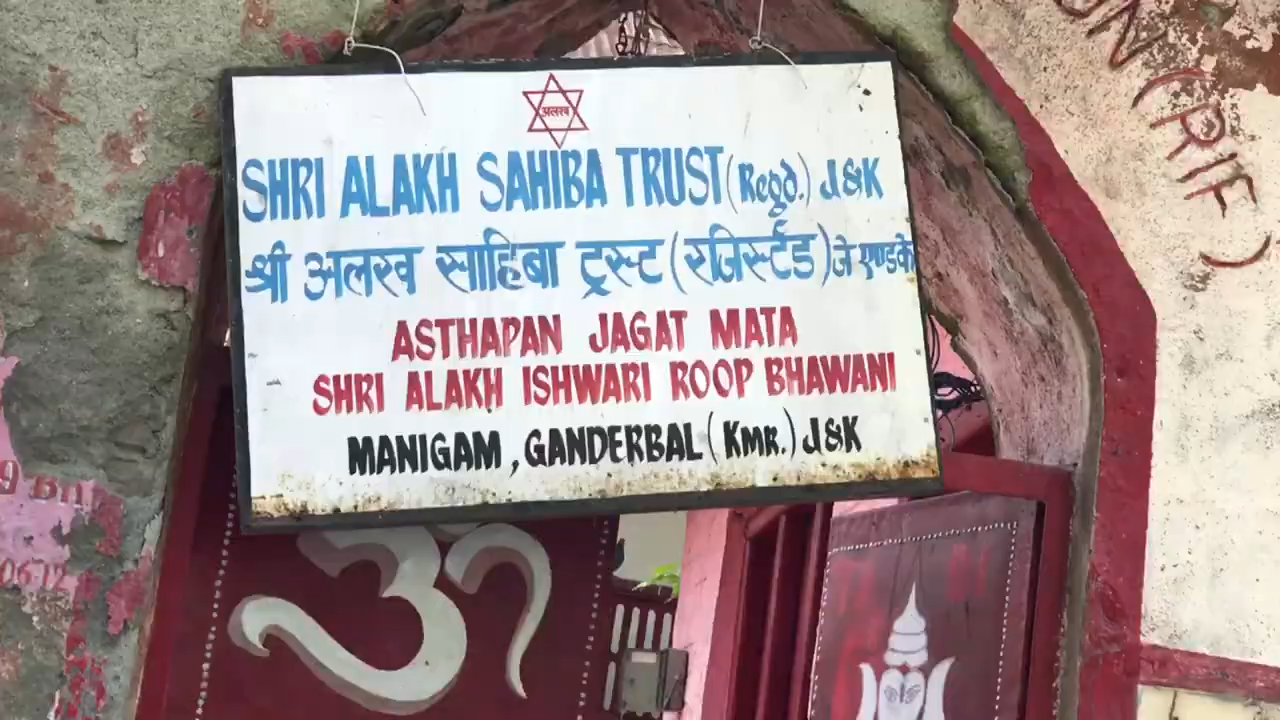 अलख
SHRI ALAKH SAHIBA TRUST (Regd.) J&K
श्री अलख साहिबा ट्रस्ट (रजिस्टर्ड) जे एण्ड के
ASTHAPAN JAGAT MATA
SHRI ALAKH ISHWARI ROOP BHAWANI
MANIGAM, GANDERBAL (KMR.) J&K
ॐ